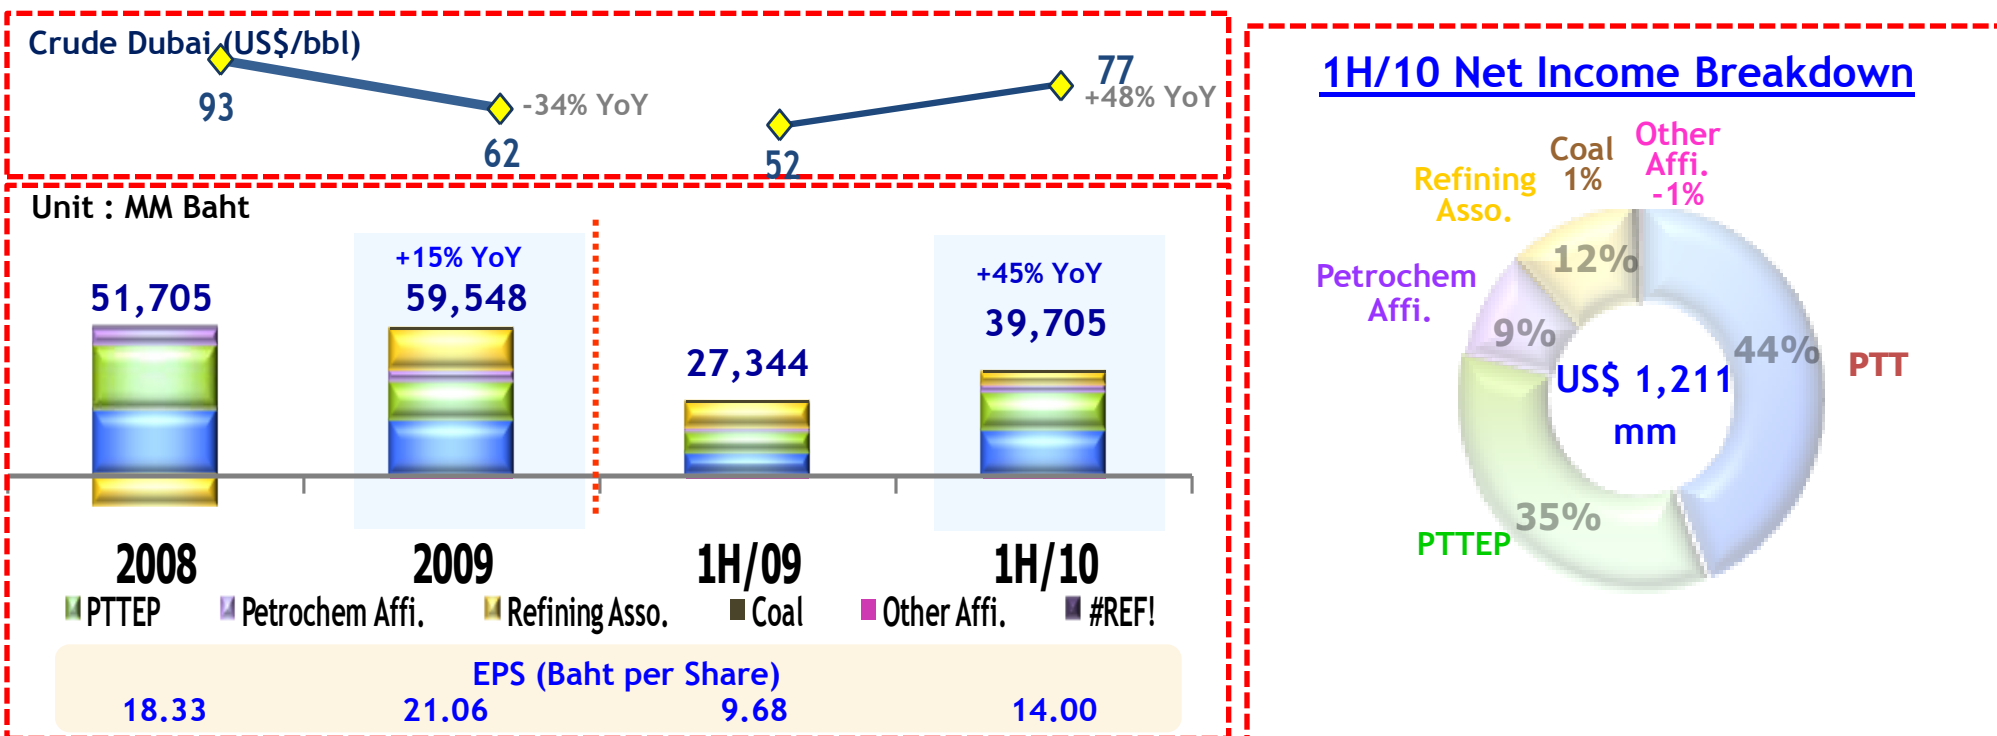 Crude Dubai (US$/bbl)
93
-34% YoY
62
52
77
+48% YoY
Unit : MM Baht
+15% YoY
+45% YoY
51,705
59,548
27,344
39,705
2008
2009
1H/09
1H/10
PTTEP
Petrochem Affi.
Refining Asso.
Coal
Other Affi.
#REF!
EPS (Baht per Share)
18.33
21.06
9.68
14.00
1H/10 Net Income Breakdown
Other
Affi.
-1%
Coal
1%
Refining
Asso.
12%
Petrochem
Affi.
9%
44%
PTT
US$ 1,211
mm
35%
PTTEP